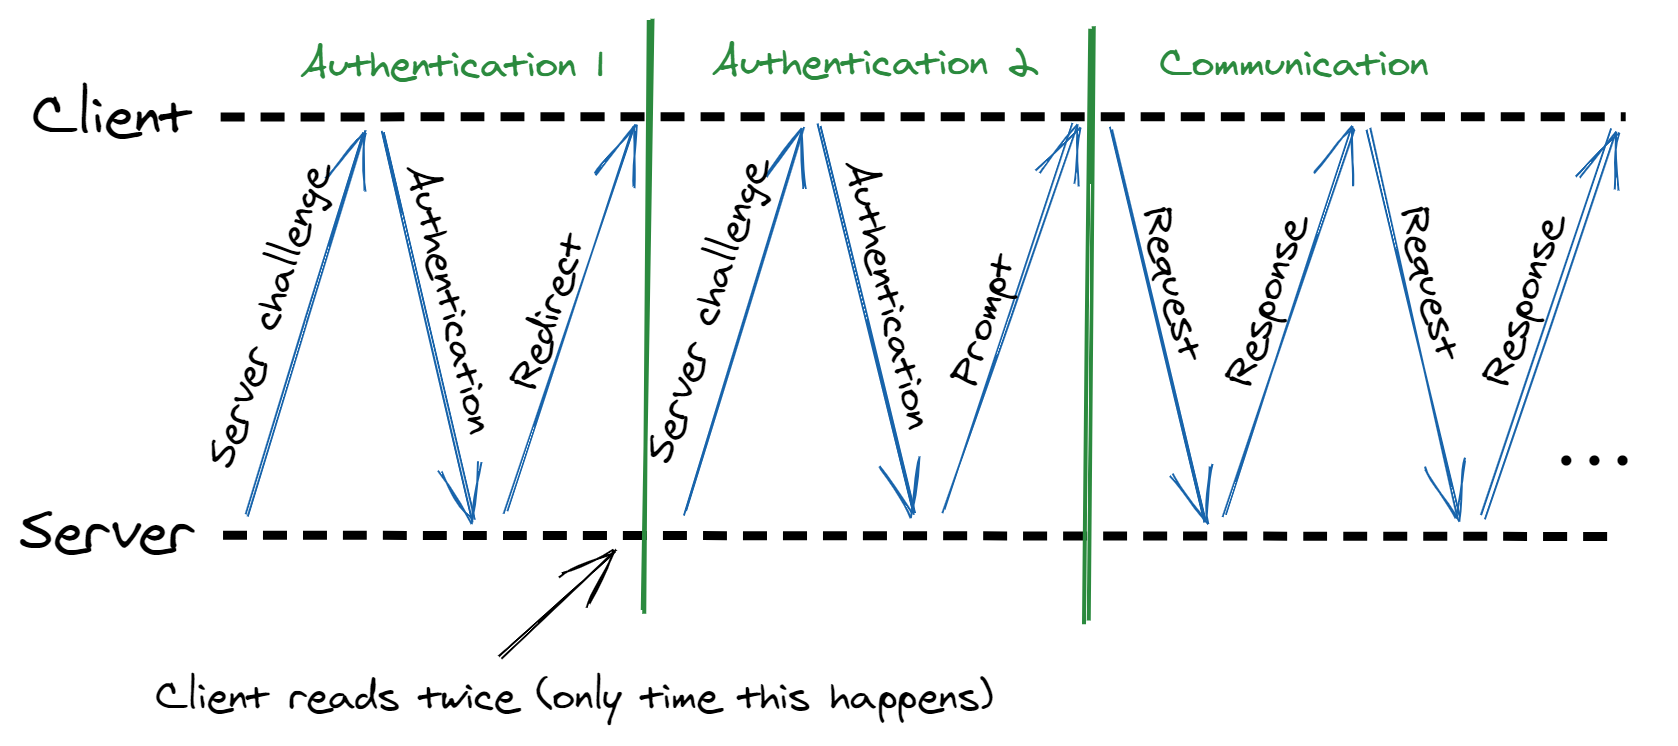 Authentication 1
Authentication 2
Communication
Client
Server challenge
Authentication
Redirect
Server challenge
Authentication
Prompt
Request
Response
Request
Response
...
Server
Client reads twice (only time this happens)